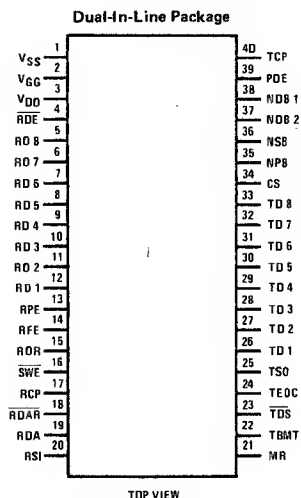 Dual-In-Line Package
1 VSS
2 VGG
3 VDD
4 R̅D̅E̅
5 RD 8
6 RD 7
7 RD 6
8 RD 5
9 RD 4
10 RD 3
11 RD 2
12 RD 1
13 RPE
14 RFE
15 ROR
16 S̅W̅E̅
17 RCP
18 R̅D̅A̅R̅
19 RDA
20 RSI
40 TCP
39 PDE
38 NDB 1
37 NDB 2
36 NSB
35 NPB
34 CS
33 TD 8
32 TD 7
31 TD 6
30 TD 5
29 TD 4
28 TD 3
27 TD 2
26 TD 1
25 TSO
24 TEOC
23 T̅D̅S̅
22 TBMT
21 MR
TOP VIEW